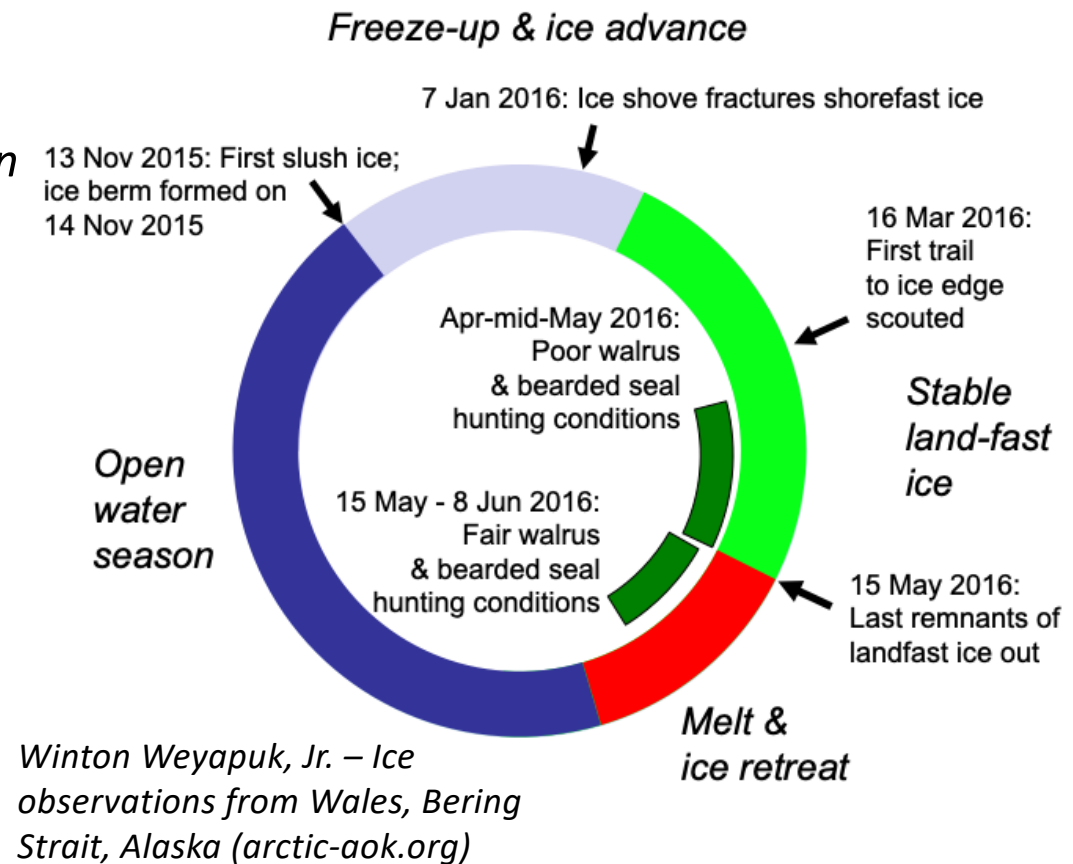 Freeze-up & ice advance
7 Jan 2016: Ice shove fractures shorefast ice
13 Nov 2015: First slush ice;
ice berm formed on
14 Nov 2015
16 Mar 2016:
First trail
to ice edge
scouted
Apr-mid-May 2016:
Poor walrus
& bearded seal
hunting conditions
Stable
land-fast
ice
Open
water
season
15 May - 8 Jun 2016:
Fair walrus
& bearded seal
hunting conditions
15 May 2016:
Last remnants of
landfast ice out
Melt &
ice retreat
Winton Weyapuk, Jr. – Ice
observations from Wales, Bering
Strait, Alaska (arctic-aok.org)